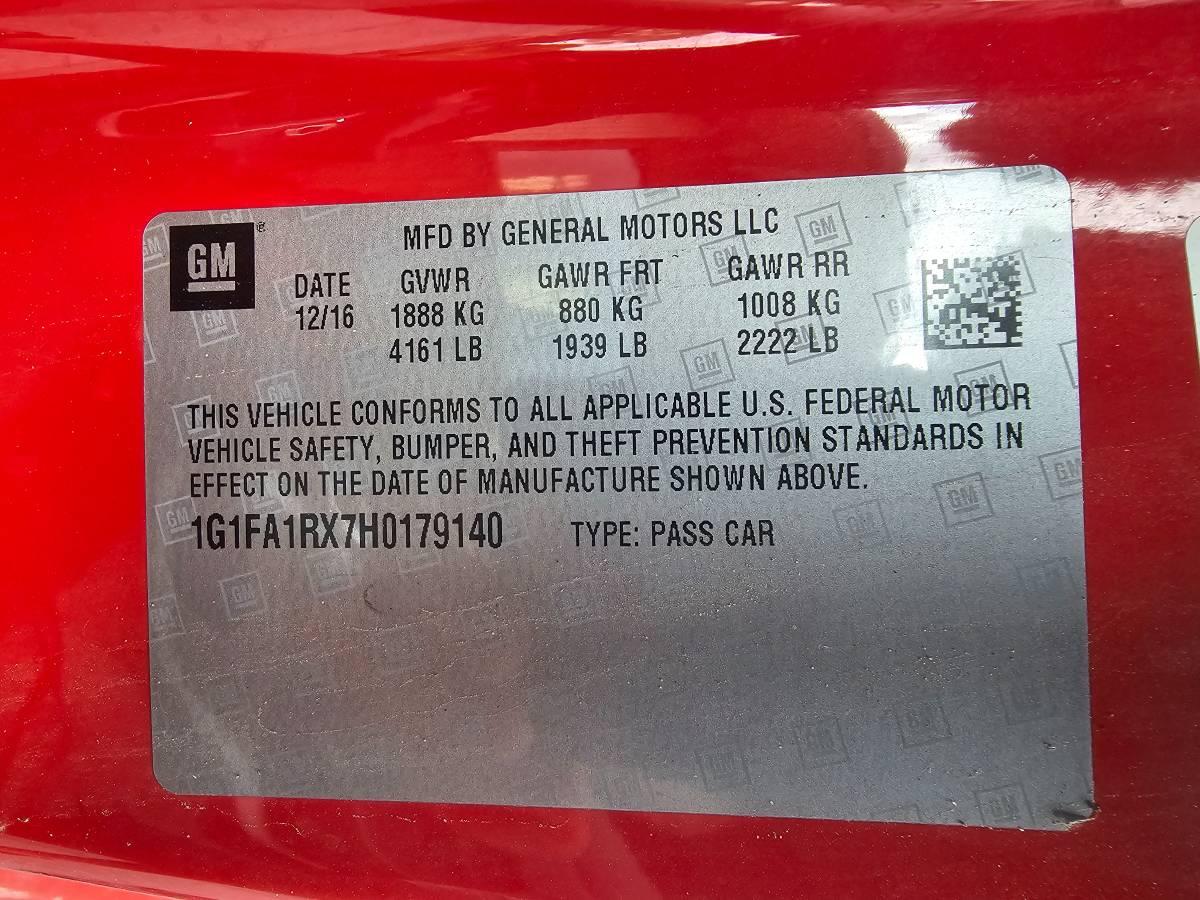 GM ®
MFD BY GENERAL MOTORS LLC
DATE GVWR GAWR FRT GAWR RR
12/16 1888 KG 880 KG 1008 KG
4161 LB 1939 LB 2222 LB
THIS VEHICLE CONFORMS TO ALL APPLICABLE U.S. FEDERAL MOTOR
VEHICLE SAFETY, BUMPER, AND THEFT PREVENTION STANDARDS IN
EFFECT ON THE DATE OF MANUFACTURE SHOWN ABOVE.
1G1FA1RX7H0179140 TYPE: PASS CAR